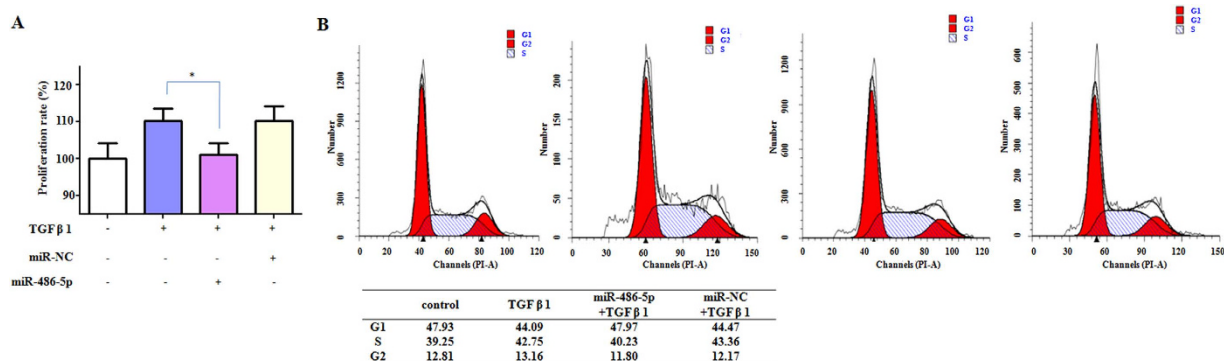 A
B
Proliferation rate (%)
120
110
100
90
TGFβ1 - + + +
miR-NC - - - +
miR-486-5p - - + -
G1
G2
S
Number
1200
900
600
300
0
0 20 40 60 80 100 120
Channels (PI-A)
G1
G2
S
Number
200
150
100
50
0
0 30 60 90 120 150
Channels (PI-A)
G1
G2
S
Number
1200
900
600
300
0
0 20 40 60 80 100 120
Channels (PI-A)
G1
G2
S
Number
600
500
400
300
200
100
0
0 30 60 90 120 150
Channels (PI-A)
control TGFβ1 miR-486-5p +TGFβ1 miR-NC +TGFβ1
G1 47.93 44.09 47.97 44.47
S 39.25 42.75 40.23 43.36
G2 12.81 13.16 11.80 12.17
*